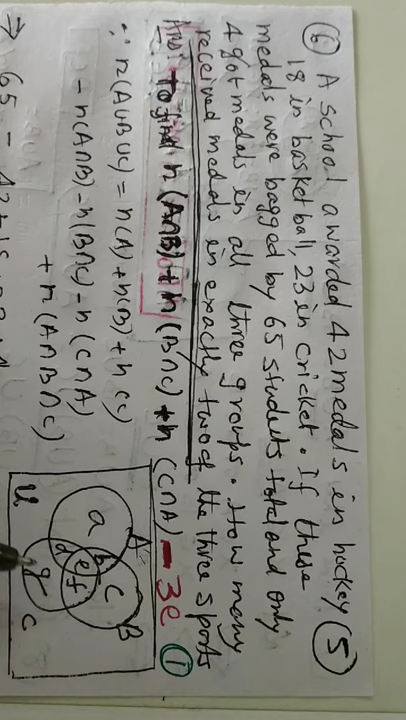 ⑥ A school awarded 42 medals in hockey ⑤
18 in basketball, 23 in cricket. If these
medals were bagged by 65 students total and only
4 got medals in all three groups. How many
received medals in exactly two of the three sports
Ans: To find n(A∩B) + n(B∩C) + n(C∩A) - 3e ①
∵ n(A∪B∪C) = n(A) + n(B) + n(C)
- n(A∩B) - n(B∩C) - n(C∩A)
+ n(A∩B∩C)
⇒ 65 = 42 + 18
A
B
a
b
c
d
e
f
g
U
C